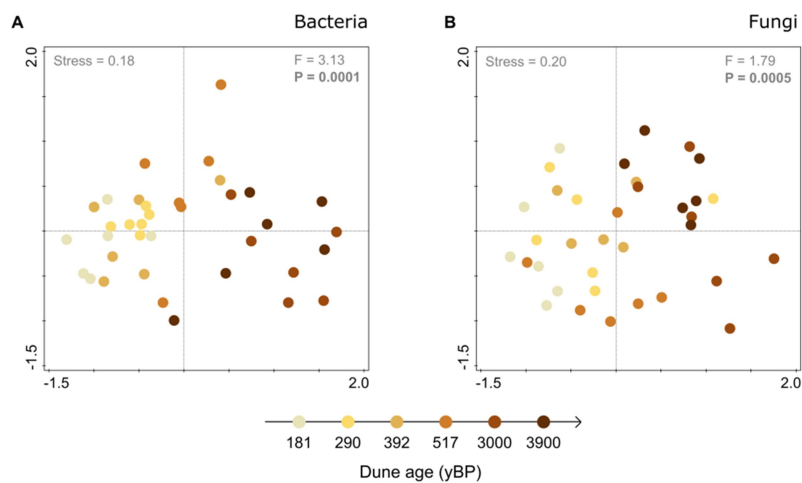 A
Bacteria
2.0
Stress = 0.18
F = 3.13
P = 0.0001
-1.5
-1.5
2.0
B
Fungi
2.0
Stress = 0.20
F = 1.79
P = 0.0005
-1.5
-1.5
2.0
181 290 392 517 3000 3900
Dune age (yBP)